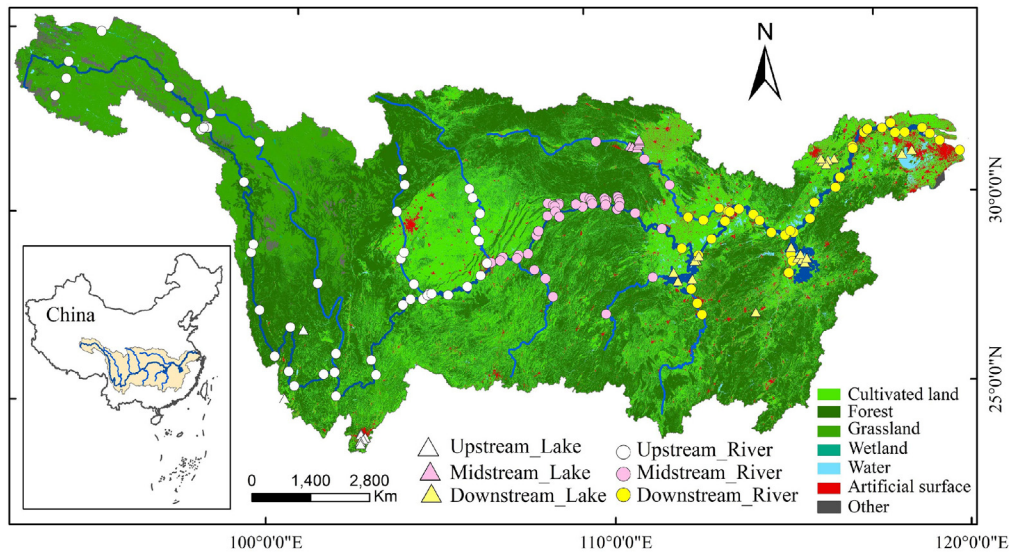 N
30°0'0"N
25°0'0"N
China
Cultivated land
Forest
Grassland
Wetland
Water
Artificial surface
Other
Upstream_Lake
Upstream_River
Midstream_Lake
Midstream_River
Downstream_Lake
Downstream_River
0 1,400 2,800
Km
100°0'0"E
110°0'0"E
120°0'0"E